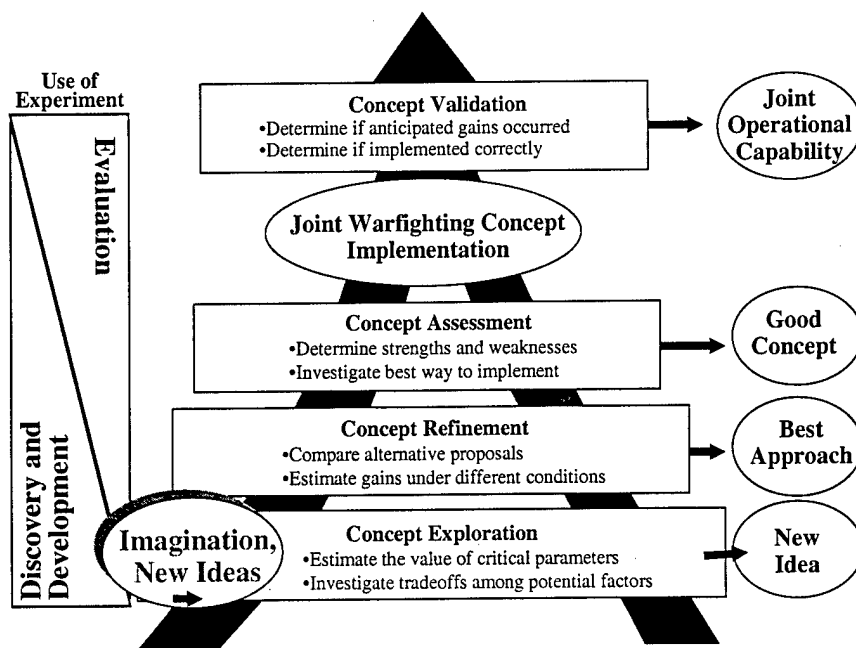 Use of
Experiment
Evaluation
Discovery and
Development
Concept Validation
•Determine if anticipated gains occurred
•Determine if implemented correctly
Joint
Operational
Capability
Joint Warfighting Concept
Implementation
Concept Assessment
•Determine strengths and weaknesses
•Investigate best way to implement
Good
Concept
Concept Refinement
•Compare alternative proposals
•Estimate gains under different conditions
Best
Approach
Imagination,
New Ideas
Concept Exploration
•Estimate the value of critical parameters
•Investigate tradeoffs among potential factors
New
Idea